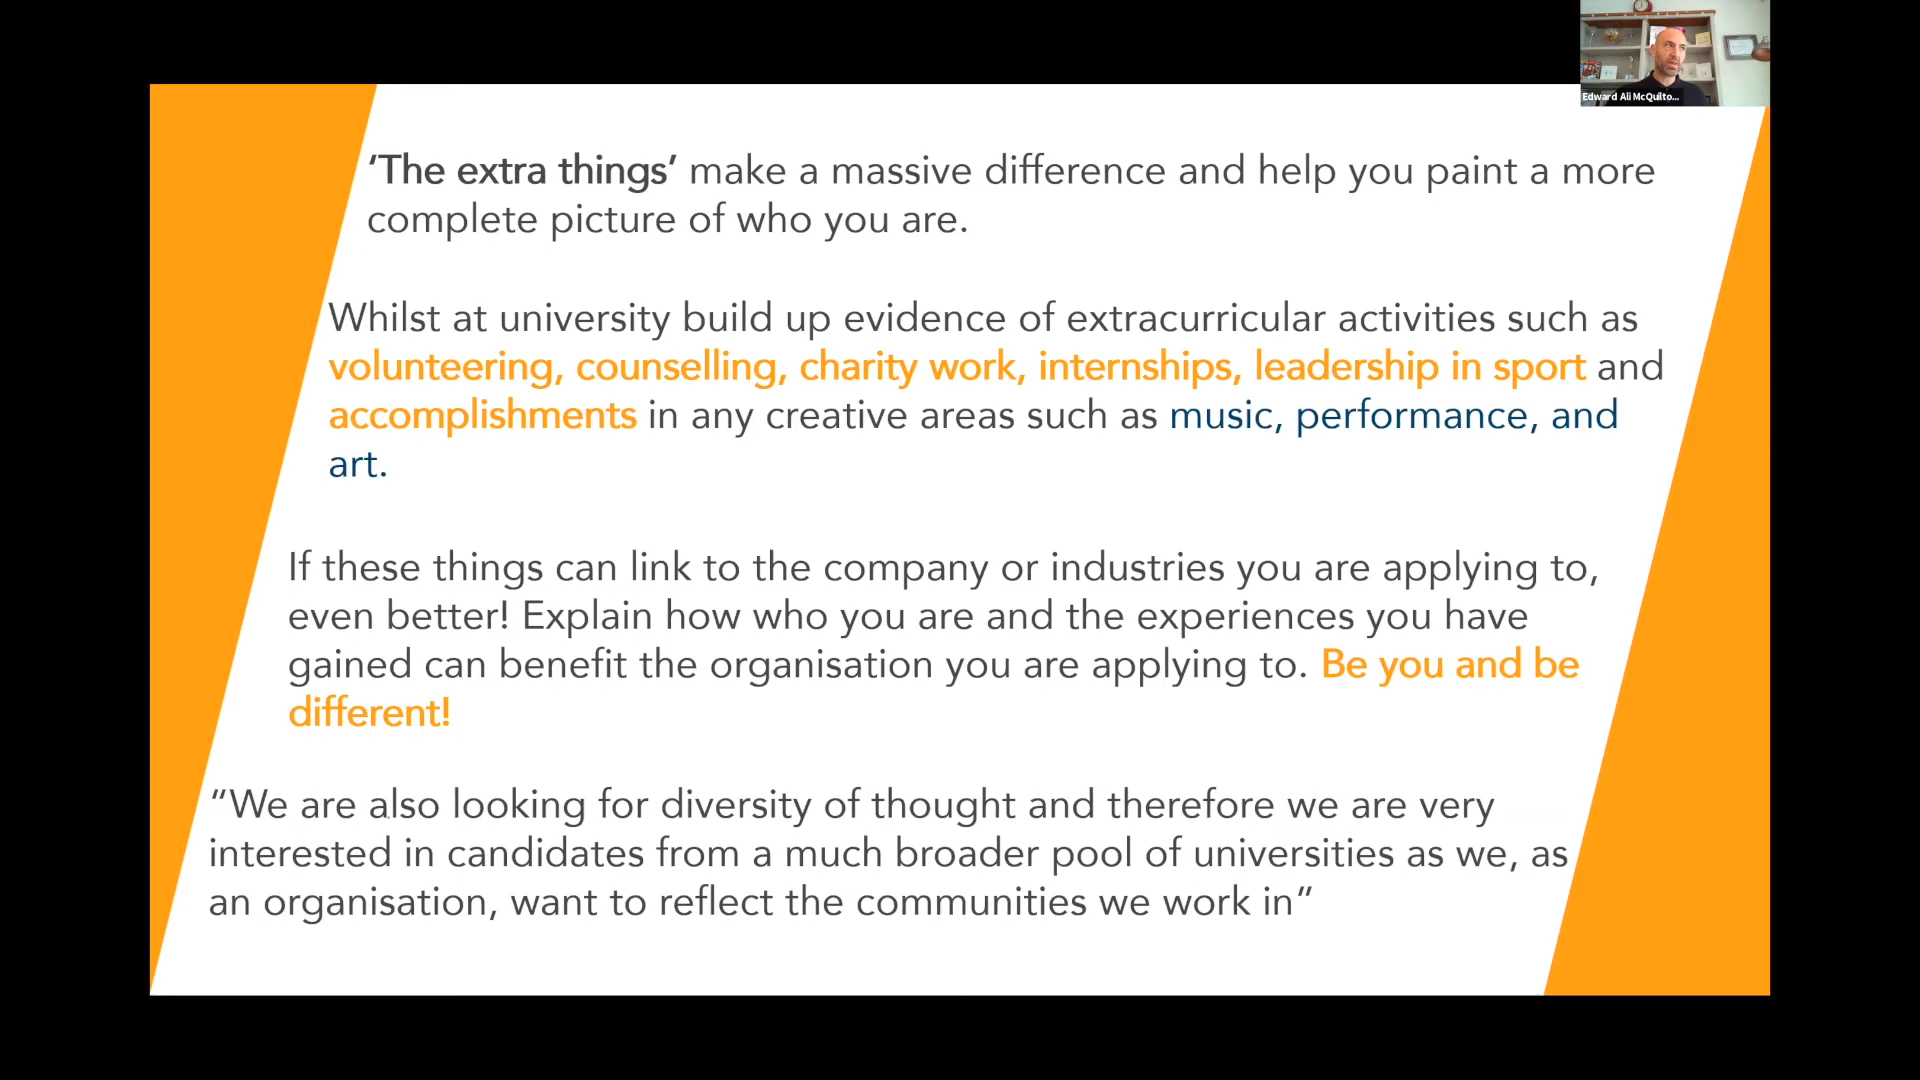 Edward Ali McQuilto...
‘The extra things’ make a massive difference and help you paint a more
complete picture of who you are.
Whilst at university build up evidence of extracurricular activities such as
volunteering, counselling, charity work, internships, leadership in sport and
accomplishments in any creative areas such as music, performance, and
art.
If these things can link to the company or industries you are applying to,
even better! Explain how who you are and the experiences you have
gained can benefit the organisation you are applying to. Be you and be
different!
“We are also looking for diversity of thought and therefore we are very
interested in candidates from a much broader pool of universities as we, as
an organisation, want to reflect the communities we work in”